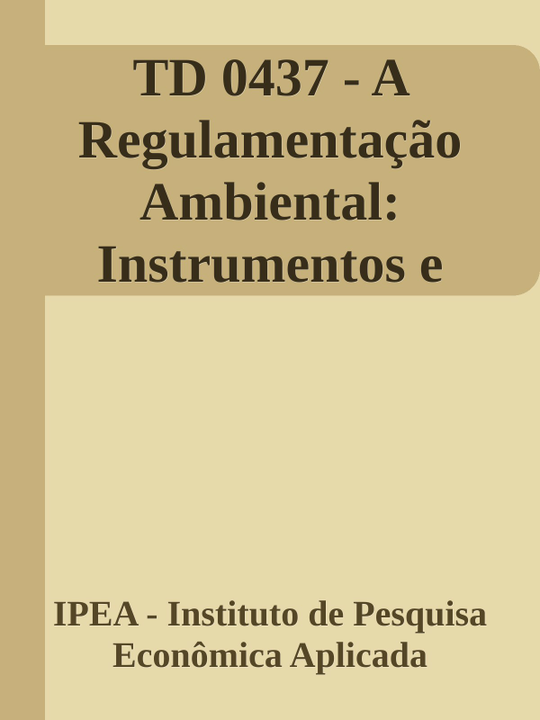 TD 0437 - A
Regulamentação
Ambiental:
Instrumentos e
IPEA - Instituto de Pesquisa
Econômica Aplicada